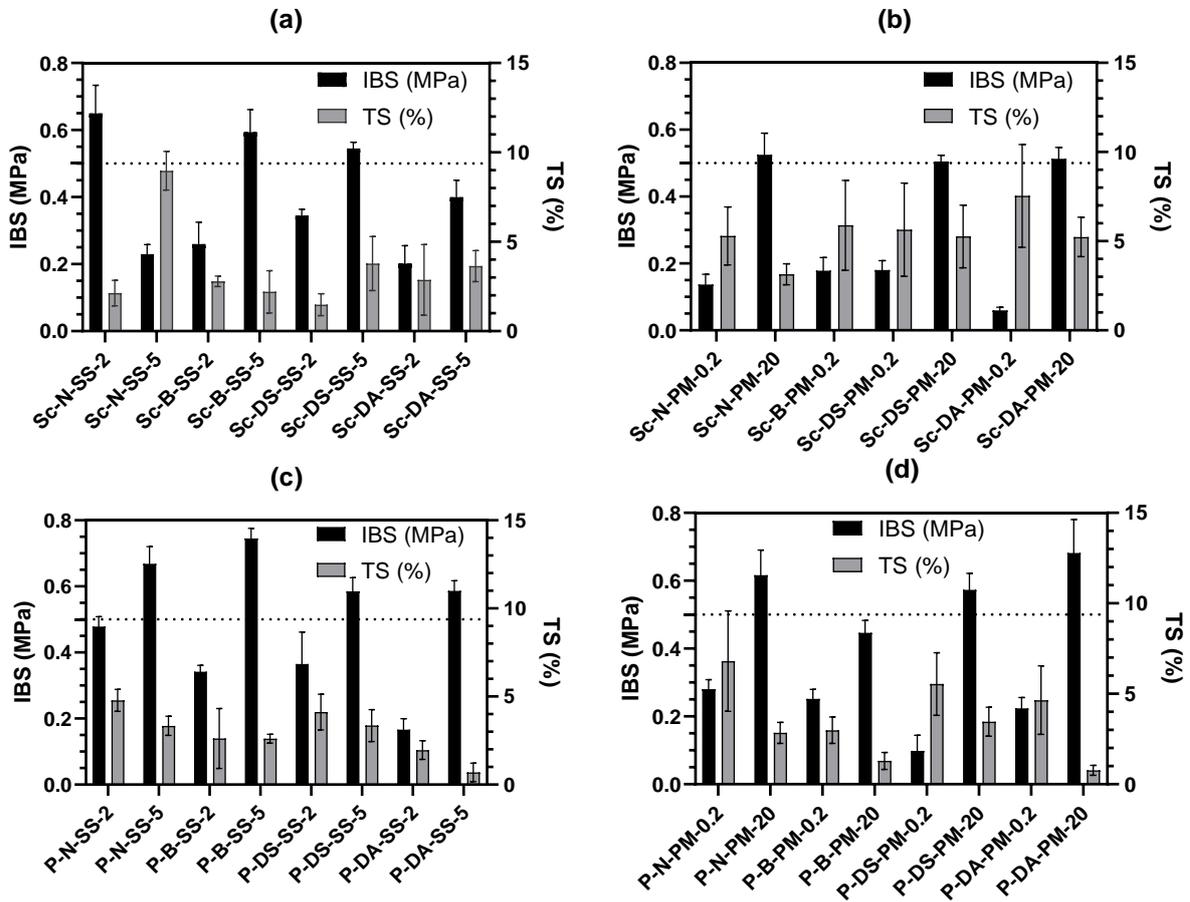 (a)
IBS (MPa)
TS (%)
0.8
0.6
0.4
0.2
0.0
IBS (MPa)
15
10
5
0
TS (%)
Sc-N-SS-2
Sc-N-SS-5
Sc-B-SS-2
Sc-B-SS-5
Sc-DS-SS-2
Sc-DS-SS-5
Sc-DA-SS-2
Sc-DA-SS-5
(b)
IBS (MPa)
TS (%)
0.8
0.6
0.4
0.2
0.0
IBS (MPa)
15
10
5
0
TS (%)
Sc-N-PM-0.2
Sc-N-PM-20
Sc-B-PM-0.2
Sc-DS-PM-0.2
Sc-DS-PM-20
Sc-DA-PM-0.2
Sc-DA-PM-20
(c)
IBS (MPa)
TS (%)
0.8
0.6
0.4
0.2
0.0
IBS (MPa)
15
10
5
0
TS (%)
P-N-SS-2
P-N-SS-5
P-B-SS-2
P-B-SS-5
P-DS-SS-2
P-DS-SS-5
P-DA-SS-2
P-DA-SS-5
(d)
IBS (MPa)
TS (%)
0.8
0.6
0.4
0.2
0.0
IBS (MPa)
15
10
5
0
TS (%)
P-N-PM-0.2
P-N-PM-20
P-B-PM-0.2
P-B-PM-20
P-DS-PM-0.2
P-DS-PM-20
P-DA-PM-0.2
P-DA-PM-20